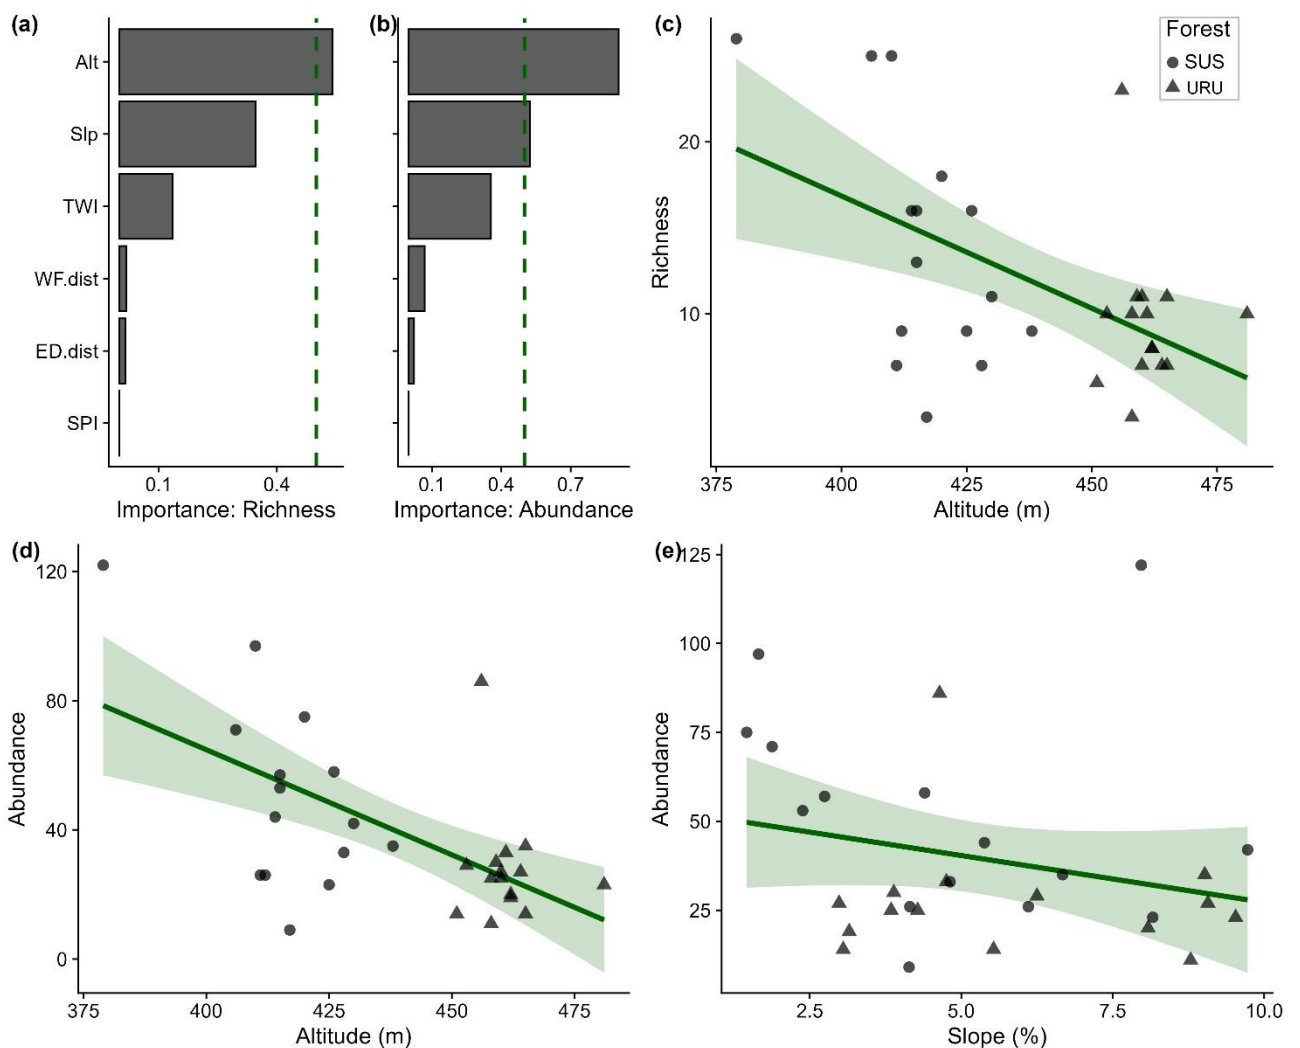 (a)
Alt
Slp
TWI
WF.dist
ED.dist
SPI
0.1 0.4
Importance: Richness
(b)
0.1 0.4 0.7
Importance: Abundance
(c)
Forest
SUS
URU
20
10
Richness
375 400 425 450 475
Altitude (m)
(d)
120
80
40
0
Abundance
375 400 425 450 475
Altitude (m)
(e)
125
100
75
50
25
Abundance
2.5 5.0 7.5 10.0
Slope (%)